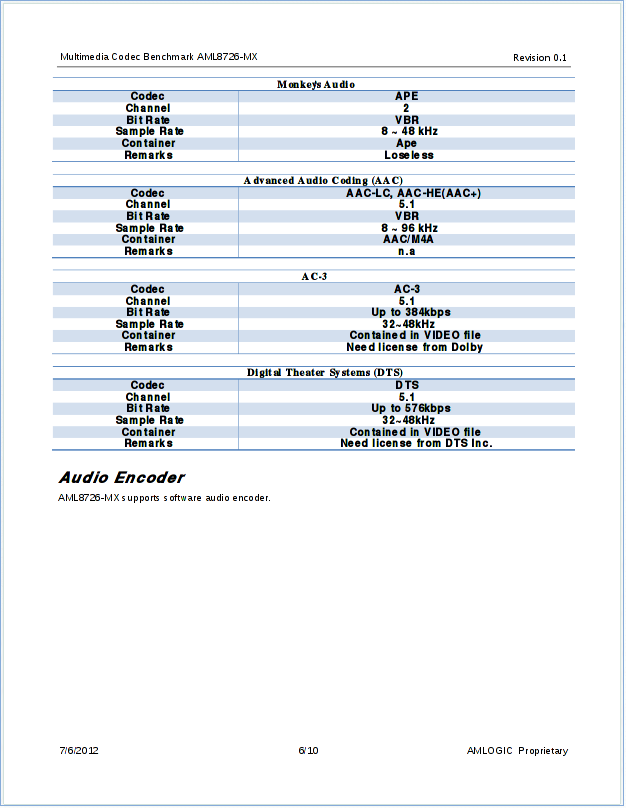 Multimedia Codec Benchmark AML8726-MX Revision 0.1
Monkey's Audio
Codec APE
Channel 2
Bit Rate VBR
Sample Rate 8 ~ 48 kHz
Container Ape
Remarks Loseless
Advanced Audio Coding (AAC)
Codec AAC-LC, AAC-HE(AAC+)
Channel 5.1
Bit Rate VBR
Sample Rate 8 ~ 96 kHz
Container AAC/M4A
Remarks n.a
AC-3
Codec AC-3
Channel 5.1
Bit Rate Up to 384kbps
Sample Rate 32~48kHz
Container Contained in VIDEO file
Remarks Need license from Dolby
Digital Theater Systems (DTS)
Codec DTS
Channel 5.1
Bit Rate Up to 576kbps
Sample Rate 32~48kHz
Container Contained in VIDEO file
Remarks Need license from DTS Inc.
Audio Encoder
AML8726-MX supports software audio encoder.
7/6/2012 6/10 AMLOGIC Proprietary